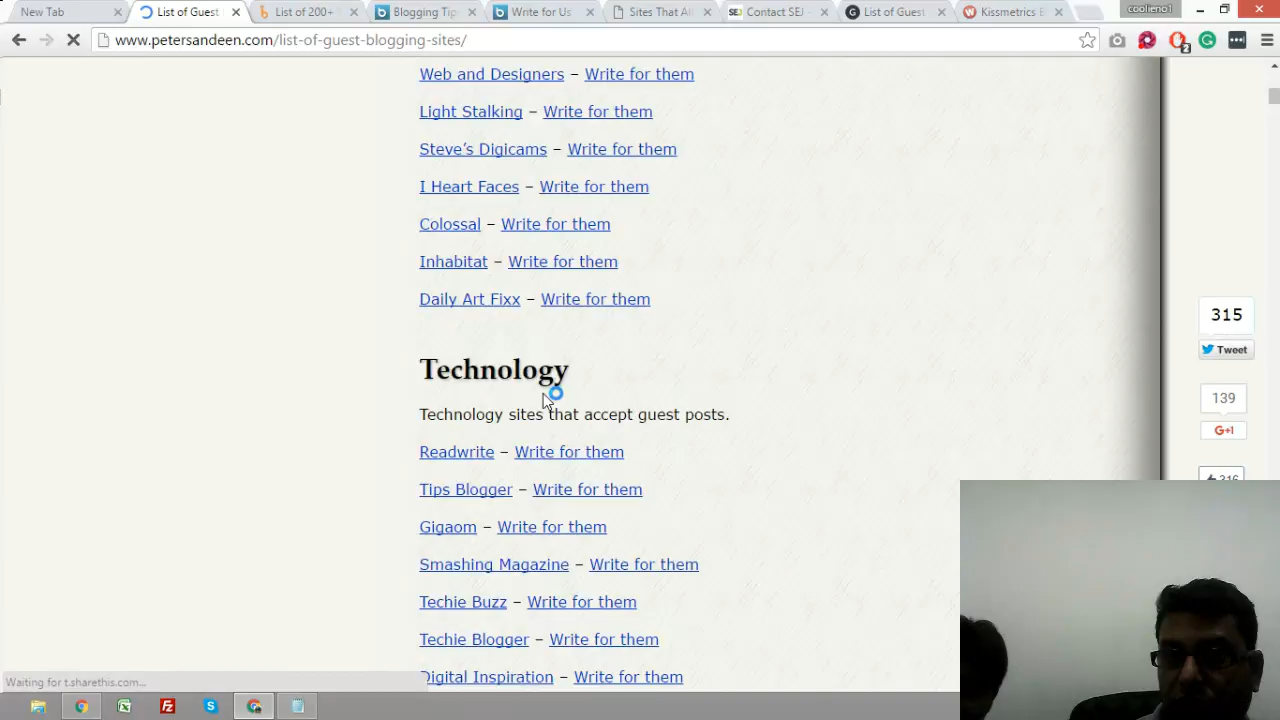 New Tab
List of Guest
List of 200+
Blogging Tip
Write for Us
Sites That Al
Contact SEJ -
List of Guest
Kissmetrics B
coolieno1
www.petersandeen.com/list-of-guest-blogging-sites/
2
Web and Designers – Write for them
Light Stalking – Write for them
Steve’s Digicams – Write for them
I Heart Faces – Write for them
Colossal – Write for them
Inhabitat – Write for them
Daily Art Fixx – Write for them
315
Tweet
Technology
139
Technology sites that accept guest posts.
G+1
Readwrite – Write for them
316
Tips Blogger – Write for them
Gigaom – Write for them
Smashing Magazine – Write for them
Techie Buzz – Write for them
Techie Blogger – Write for them
Digital Inspiration – Write for them
Waiting for t.sharethis.com...